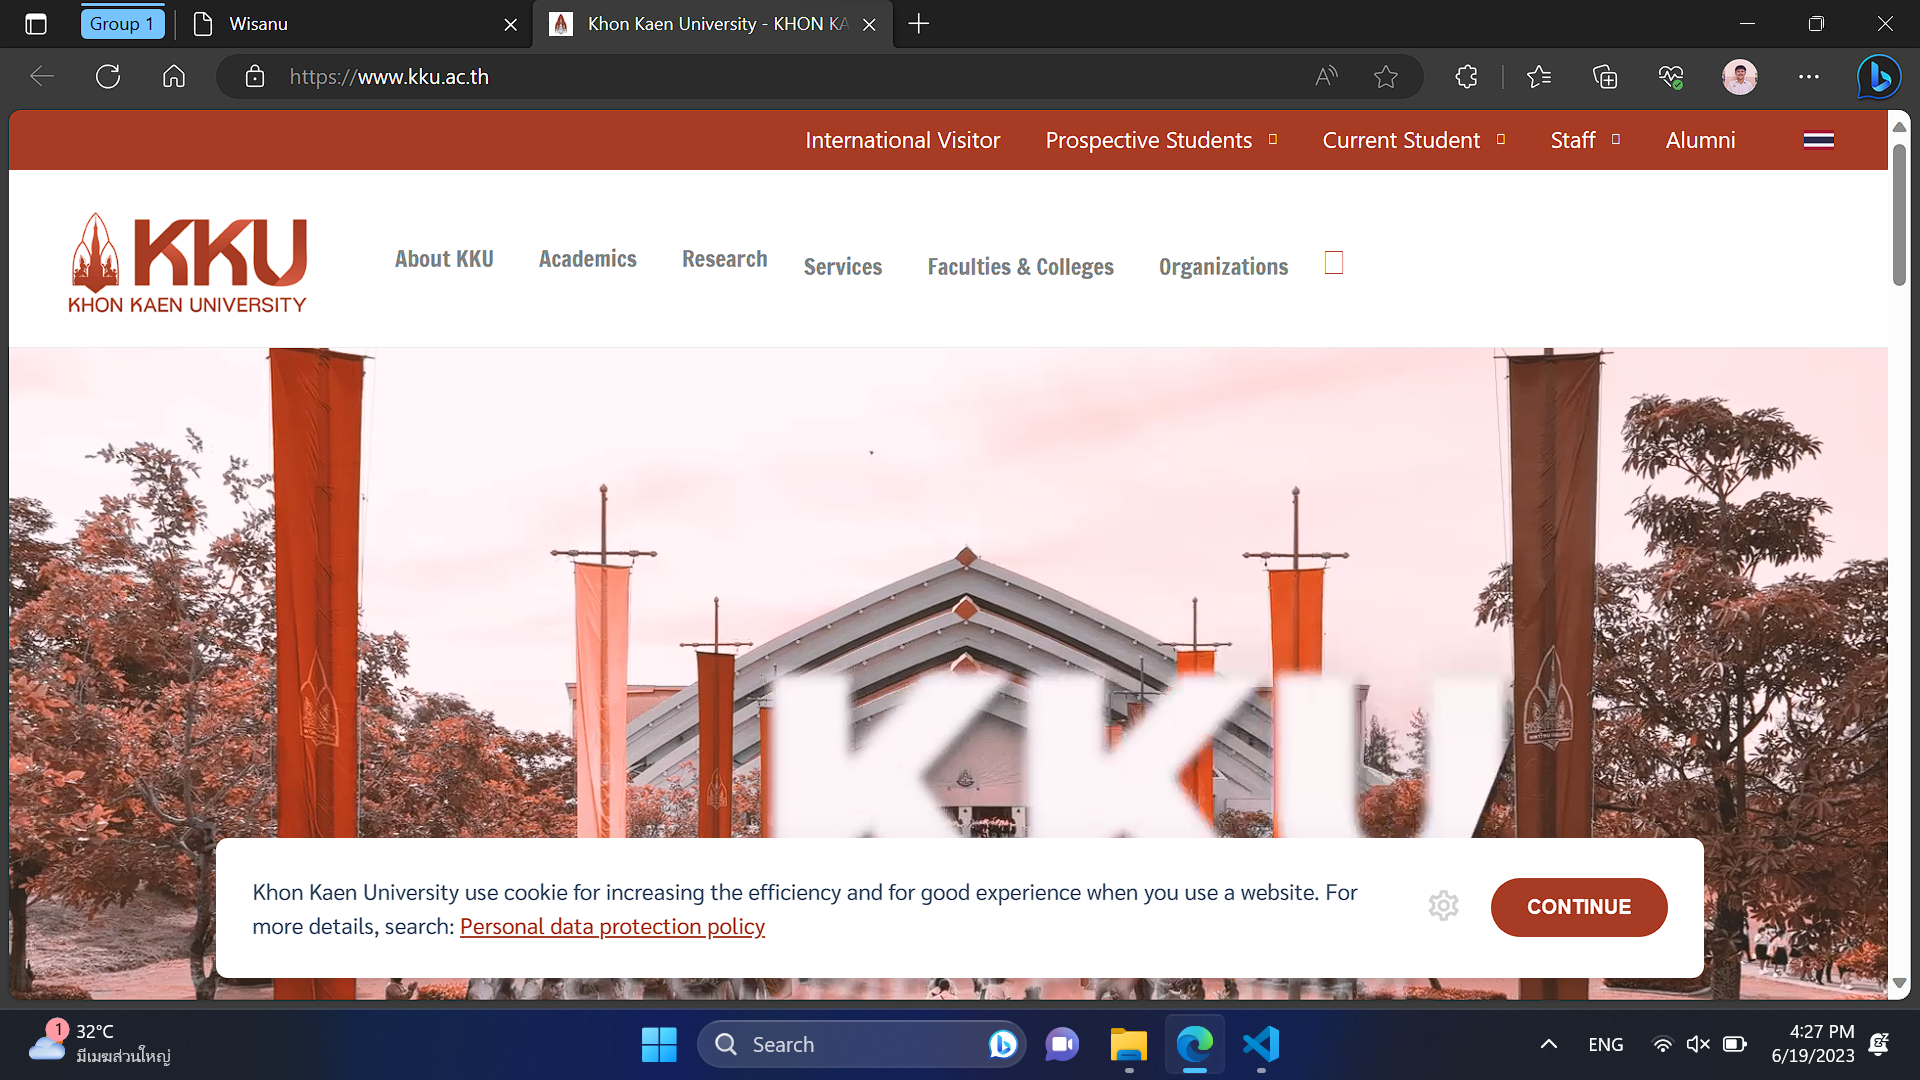 Group 1
Wisanu
Khon Kaen University - KHON KA
https://www.kku.ac.th
International Visitor
Prospective Students
Current Student
Staff
Alumni
KKU
KHON KAEN UNIVERSITY
About KKU
Academics
Research
Services
Faculties & Colleges
Organizations
KKU
Khon Kaen University use cookie for increasing the efficiency and for good experience when you use a website. For
more details, search: Personal data protection policy
CONTINUE
1
32°C
มีเมฆส่วนใหญ่
Search
ENG
4:27 PM
6/19/2023